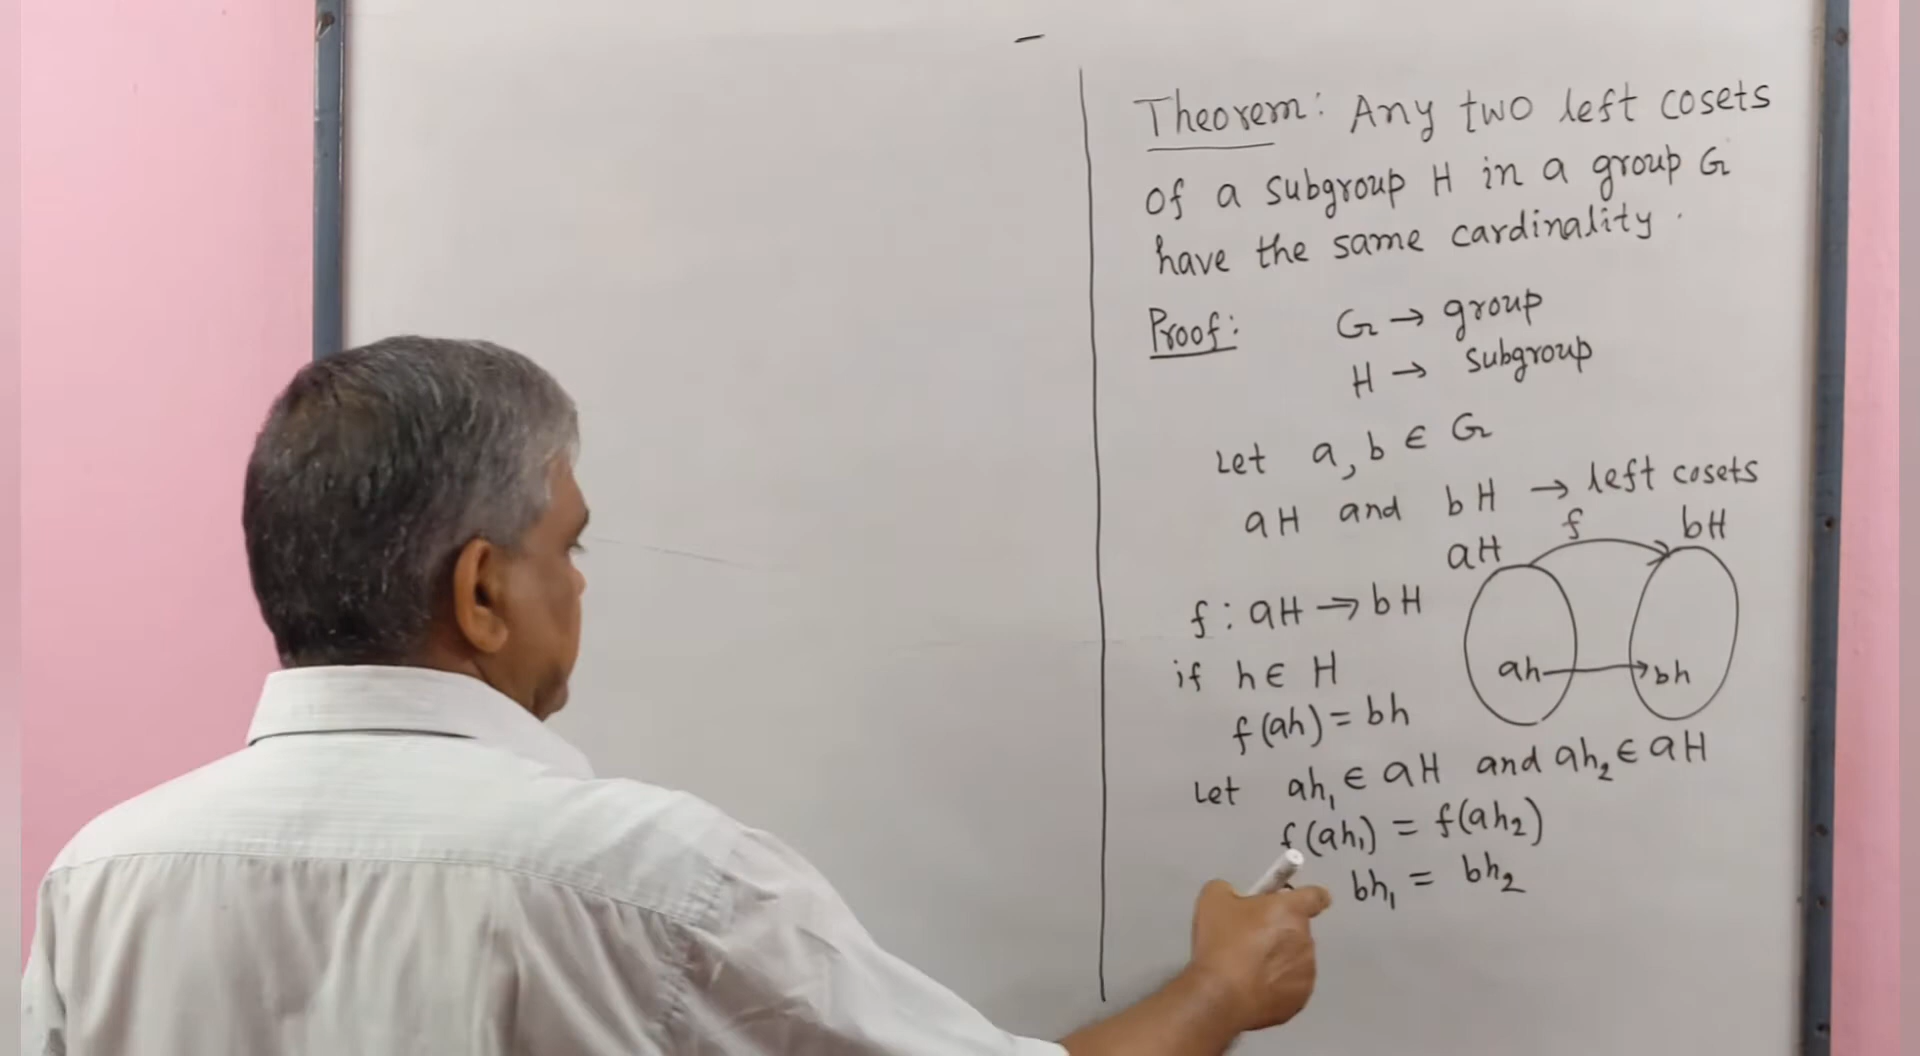 Theorem: Any two left cosets
of a subgroup H in a group G
have the same cardinality.
Proof: G → group
H → subgroup
Let a, b ∈ G
aH and bH → left cosets
f
aH
bH
f : aH → bH
if h ∈ H
ah → bh
f(ah) = bh
Let ah₁ ∈ aH and ah₂ ∈ aH
f(ah₁) = f(ah₂)
bh₁ = bh₂